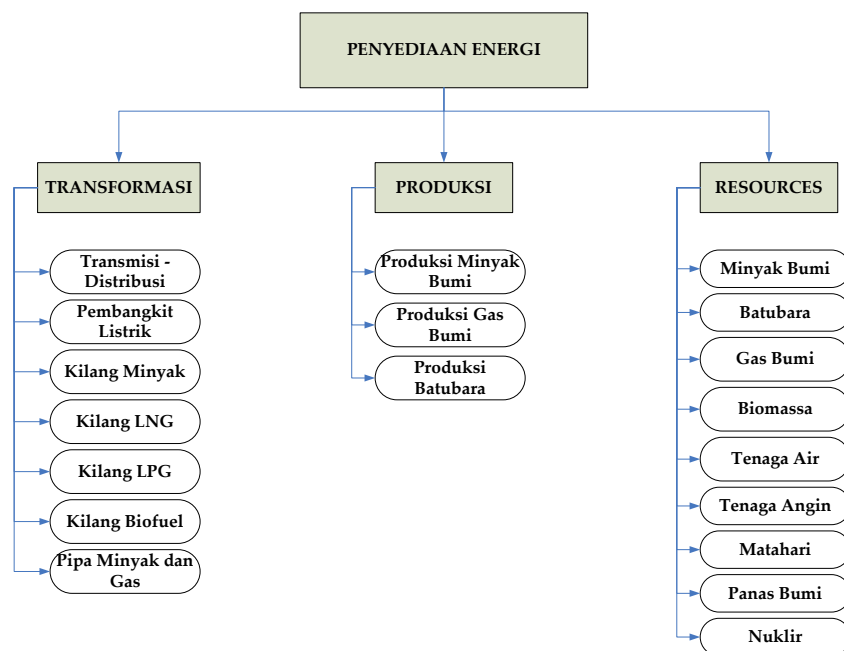 PENYEDIAAN ENERGI
TRANSFORMASI
Transmisi -
Distribusi
Pembangkit
Listrik
Kilang Minyak
Kilang LNG
Kilang LPG
Kilang Biofuel
Pipa Minyak dan
Gas
PRODUKSI
Produksi Minyak
Bumi
Produksi Gas
Bumi
Produksi
Batubara
RESOURCES
Minyak Bumi
Batubara
Gas Bumi
Biomassa
Tenaga Air
Tenaga Angin
Matahari
Panas Bumi
Nuklir